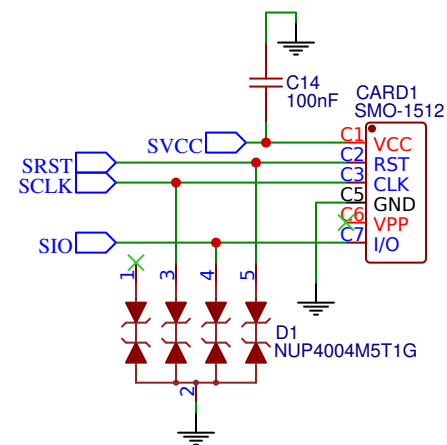 C14
100nF
CARD1
SMO-1512
SVCC
C1
VCC
SRST
C2
RST
SCLK
C3
CLK
C5
GND
C6
VPP
SIO
C7
I/O
1
3
4
5
D1
NUP4004M5T1G
2